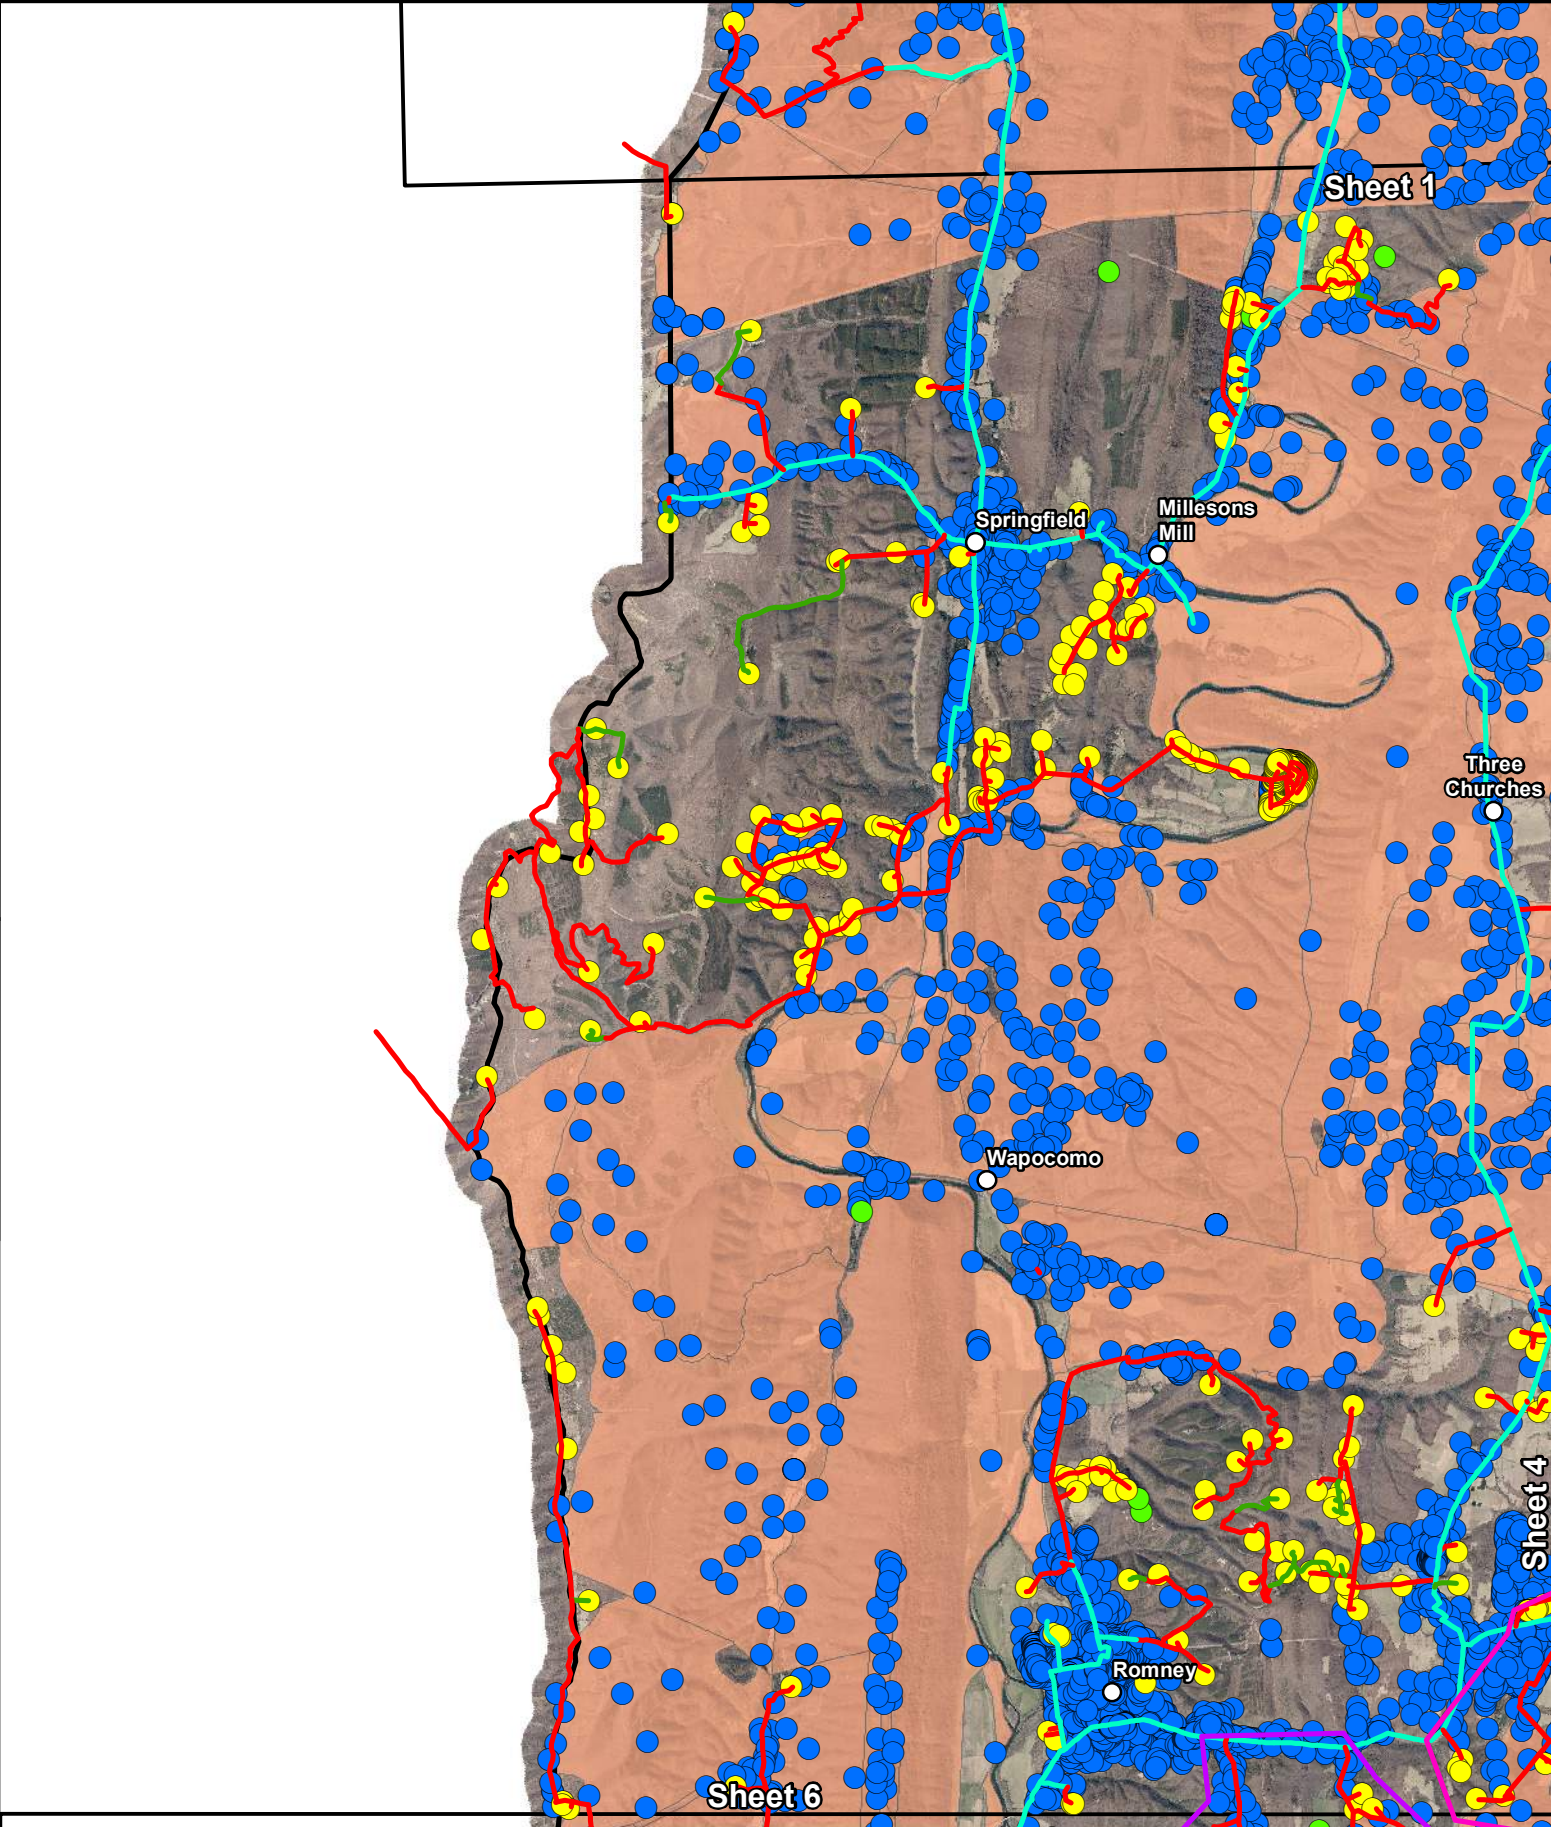 Sheet 1
Springfield
Millesons
Mill
Three
Churches
Wapocomo
Sheet 4
Romney
Sheet 6